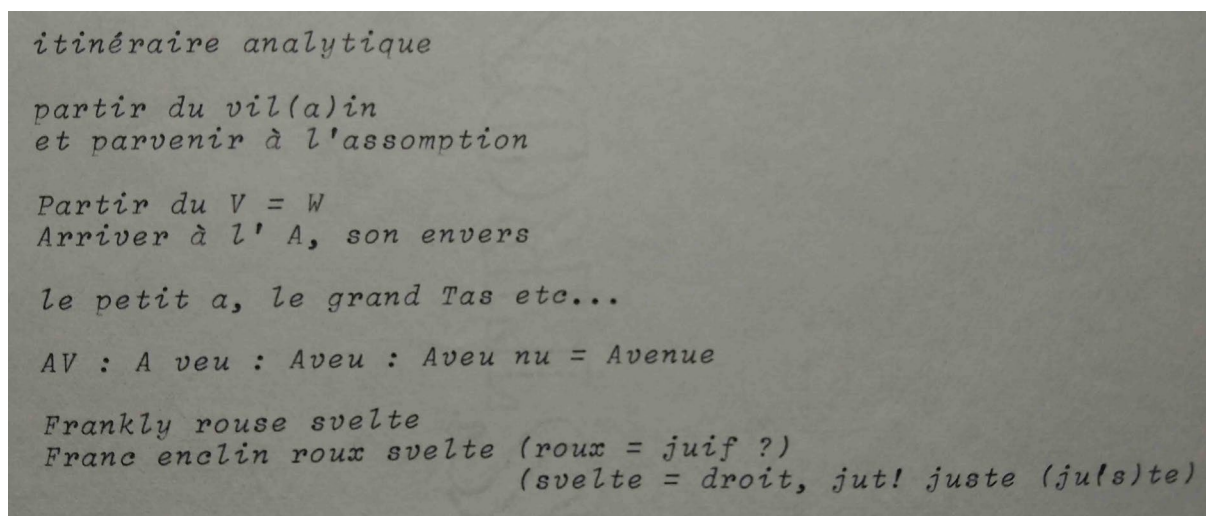 itinéraire analytique
partir du vil(a)in
et parvenir à l'assomption
Partir du V = W
Arriver à l' A, son envers
le petit a, le grand Tas etc...
AV : A veu : Aveu : Aveu nu = Avenue
Frankly rouse svelte
Franc enclin roux svelte (roux = juif ?)
(svelte = droit, jut! juste (ju(s)te)